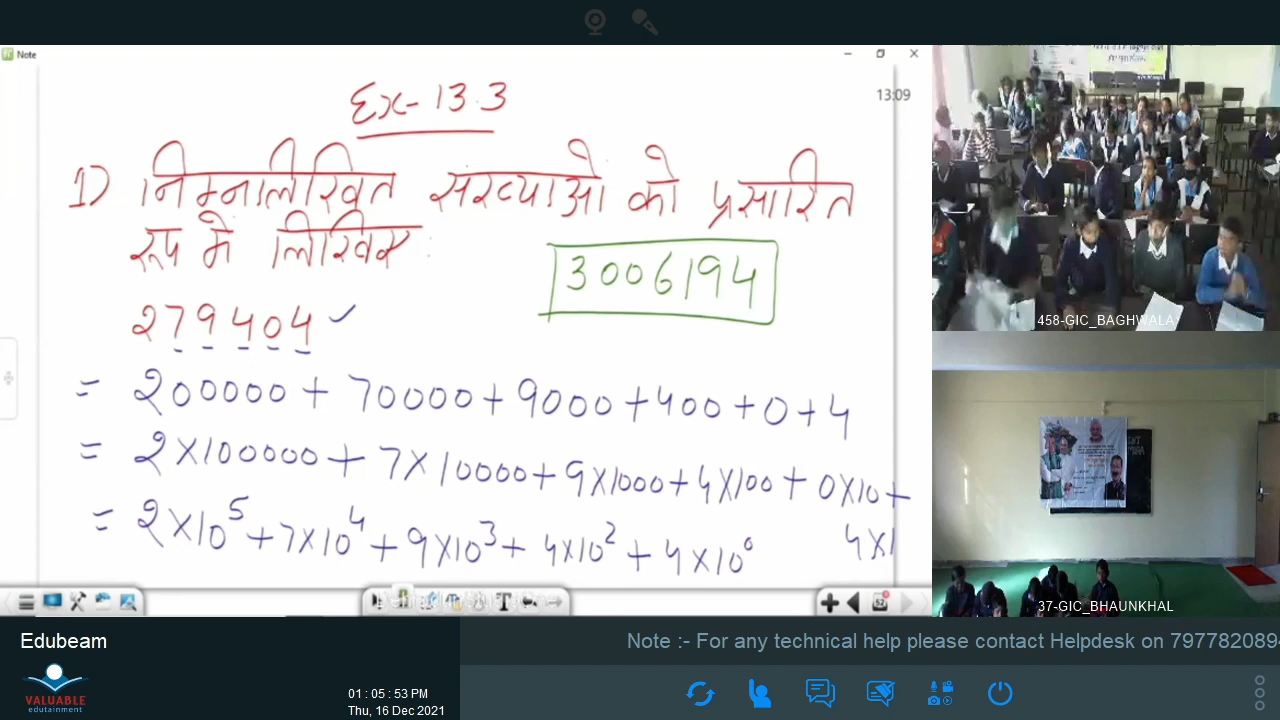 Note
13:09
Ex-13.3
1) निम्नलिखित संख्याओ को प्रसारित
रूप मे लिखिए :
3006194
279404 ✓
= 200000 + 70000 + 9000 + 400 + 0 + 4
= 2×100000 + 7×10000 + 9×1000 + 4×100 + 0×10 +
4×1
= 2×10⁵ + 7×10⁴ + 9×10³ + 4×10² + 4×10⁰
458-GIC_BAGHWALA
37-GIC_BHAUNKHAL
Edubeam
Note :- For any technical help please contact Helpdesk on 7977820894
VALUABLE
edutainment
01 : 05 : 53 PM
Thu, 16 Dec 2021